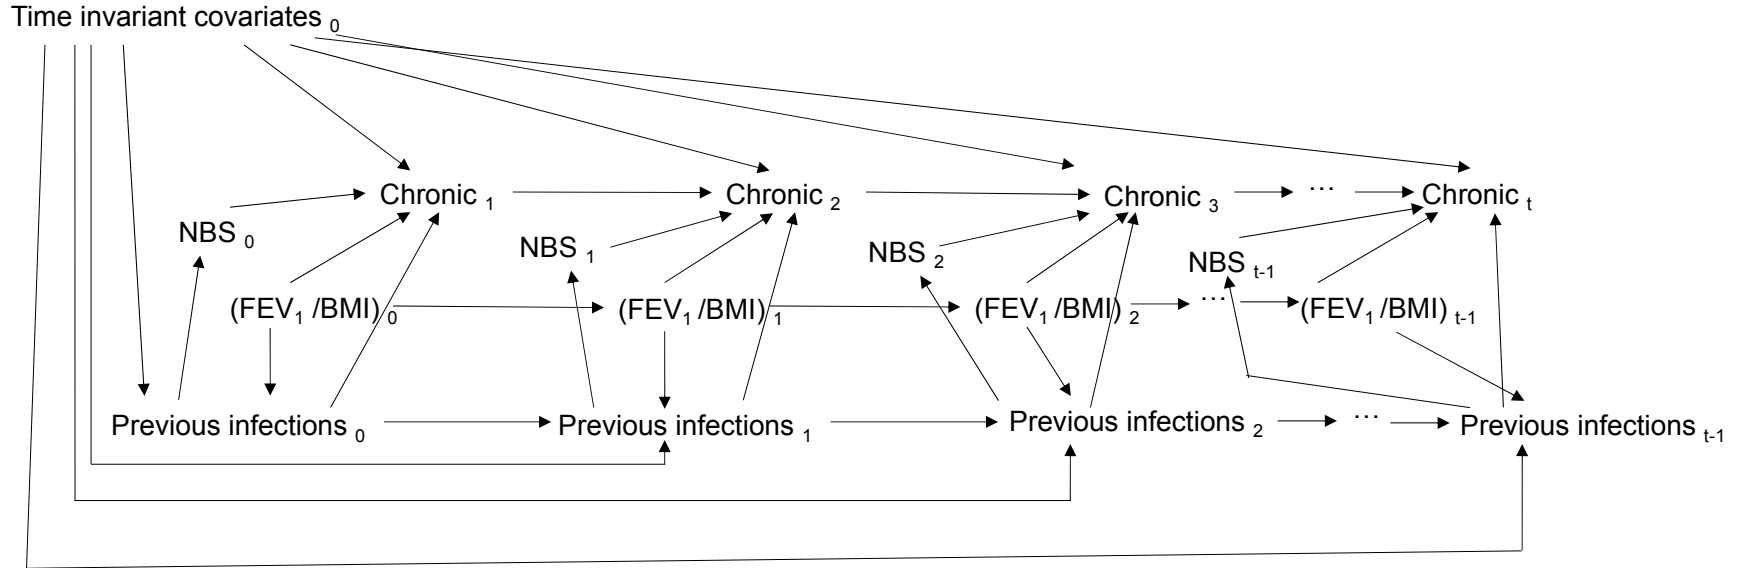 Time invariant covariates 0
Chronic 1
Chronic 2
Chronic 3
...
Chronic t
NBS 0
NBS 1
NBS 2
NBS t-1
(FEV1 /BMI) 0
(FEV1 /BMI) 1
(FEV1 /BMI) 2
...
(FEV1 /BMI) t-1
Previous infections 0
Previous infections 1
Previous infections 2
...
Previous infections t-1